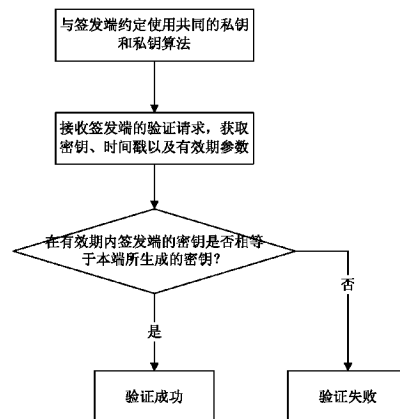 与签发端约定使用共同的私钥
和私钥算法
接收签发端的验证请求，获取
密钥、时间戳以及有效期参数
在有效期内签发端的密钥是否相等
于本端所生成的密钥？
是
否
验证成功
验证失败